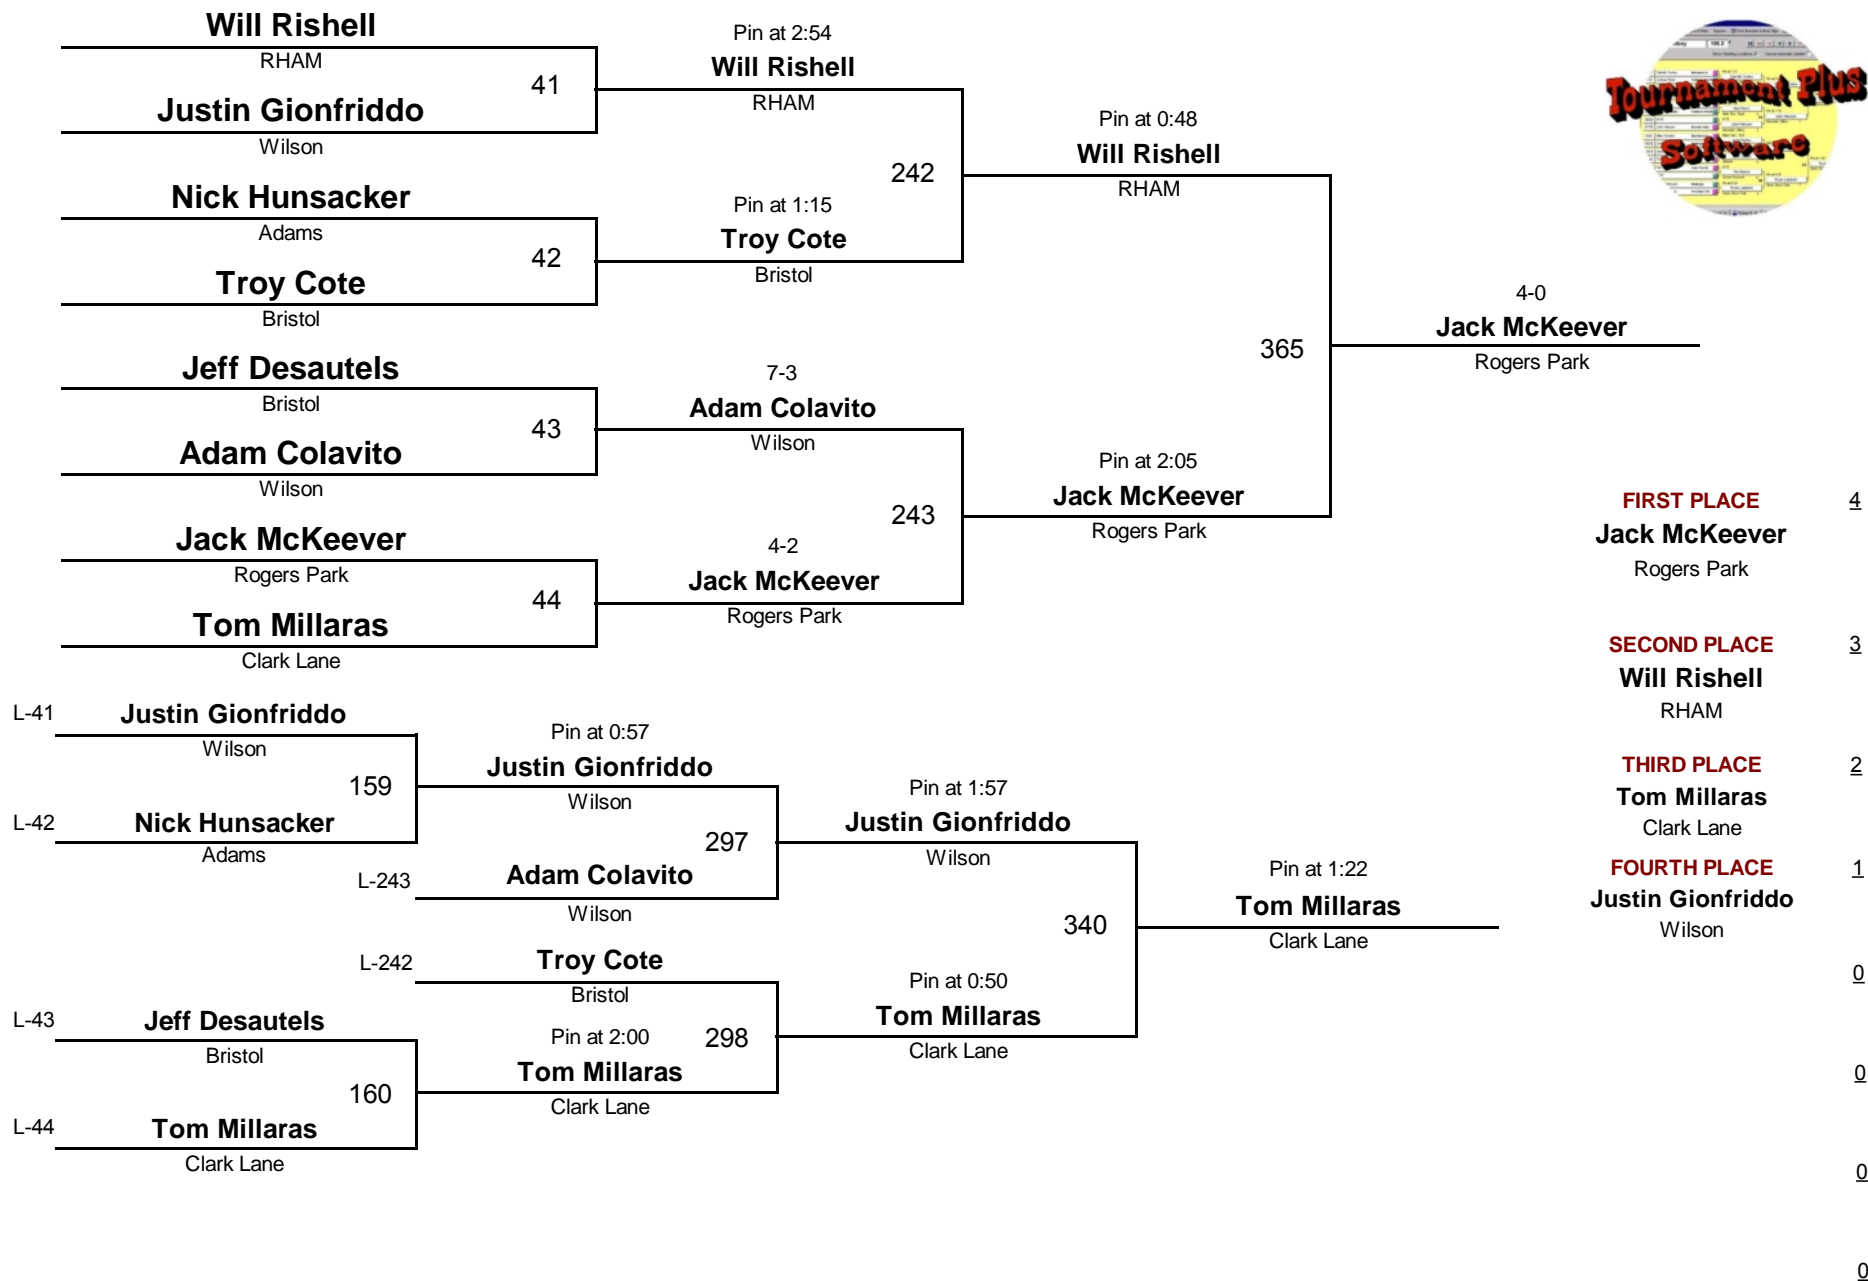 Will Rishell
RHAM
41
Justin Gionfriddo
Wilson
Nick Hunsacker
Adams
42
Troy Cote
Bristol
Jeff Desautels
Bristol
43
Adam Colavito
Wilson
Jack McKeever
Rogers Park
44
Tom Millaras
Clark Lane
Pin at 2:54
Will Rishell
RHAM
242
Pin at 1:15
Troy Cote
Bristol
7-3
Adam Colavito
Wilson
243
4-2
Jack McKeever
Rogers Park
Pin at 0:48
Will Rishell
RHAM
365
Pin at 2:05
Jack McKeever
Rogers Park
4-0
Jack McKeever
Rogers Park
Tournament Plus
Software
FIRST PLACE 4
Jack McKeever
Rogers Park
SECOND PLACE 3
Will Rishell
RHAM
THIRD PLACE 2
Tom Millaras
Clark Lane
FOURTH PLACE 1
Justin Gionfriddo
Wilson
0
0
0
0
L-41 Justin Gionfriddo
Wilson
159
L-42 Nick Hunsacker
Adams
Pin at 0:57
Justin Gionfriddo
Wilson
297
L-243 Adam Colavito
Wilson
L-242 Troy Cote
Bristol
L-43 Jeff Desautels
Bristol
160
L-44 Tom Millaras
Clark Lane
Pin at 2:00
298
Tom Millaras
Clark Lane
Pin at 1:57
Justin Gionfriddo
Wilson
340
Pin at 0:50
Tom Millaras
Clark Lane
Pin at 1:22
Tom Millaras
Clark Lane